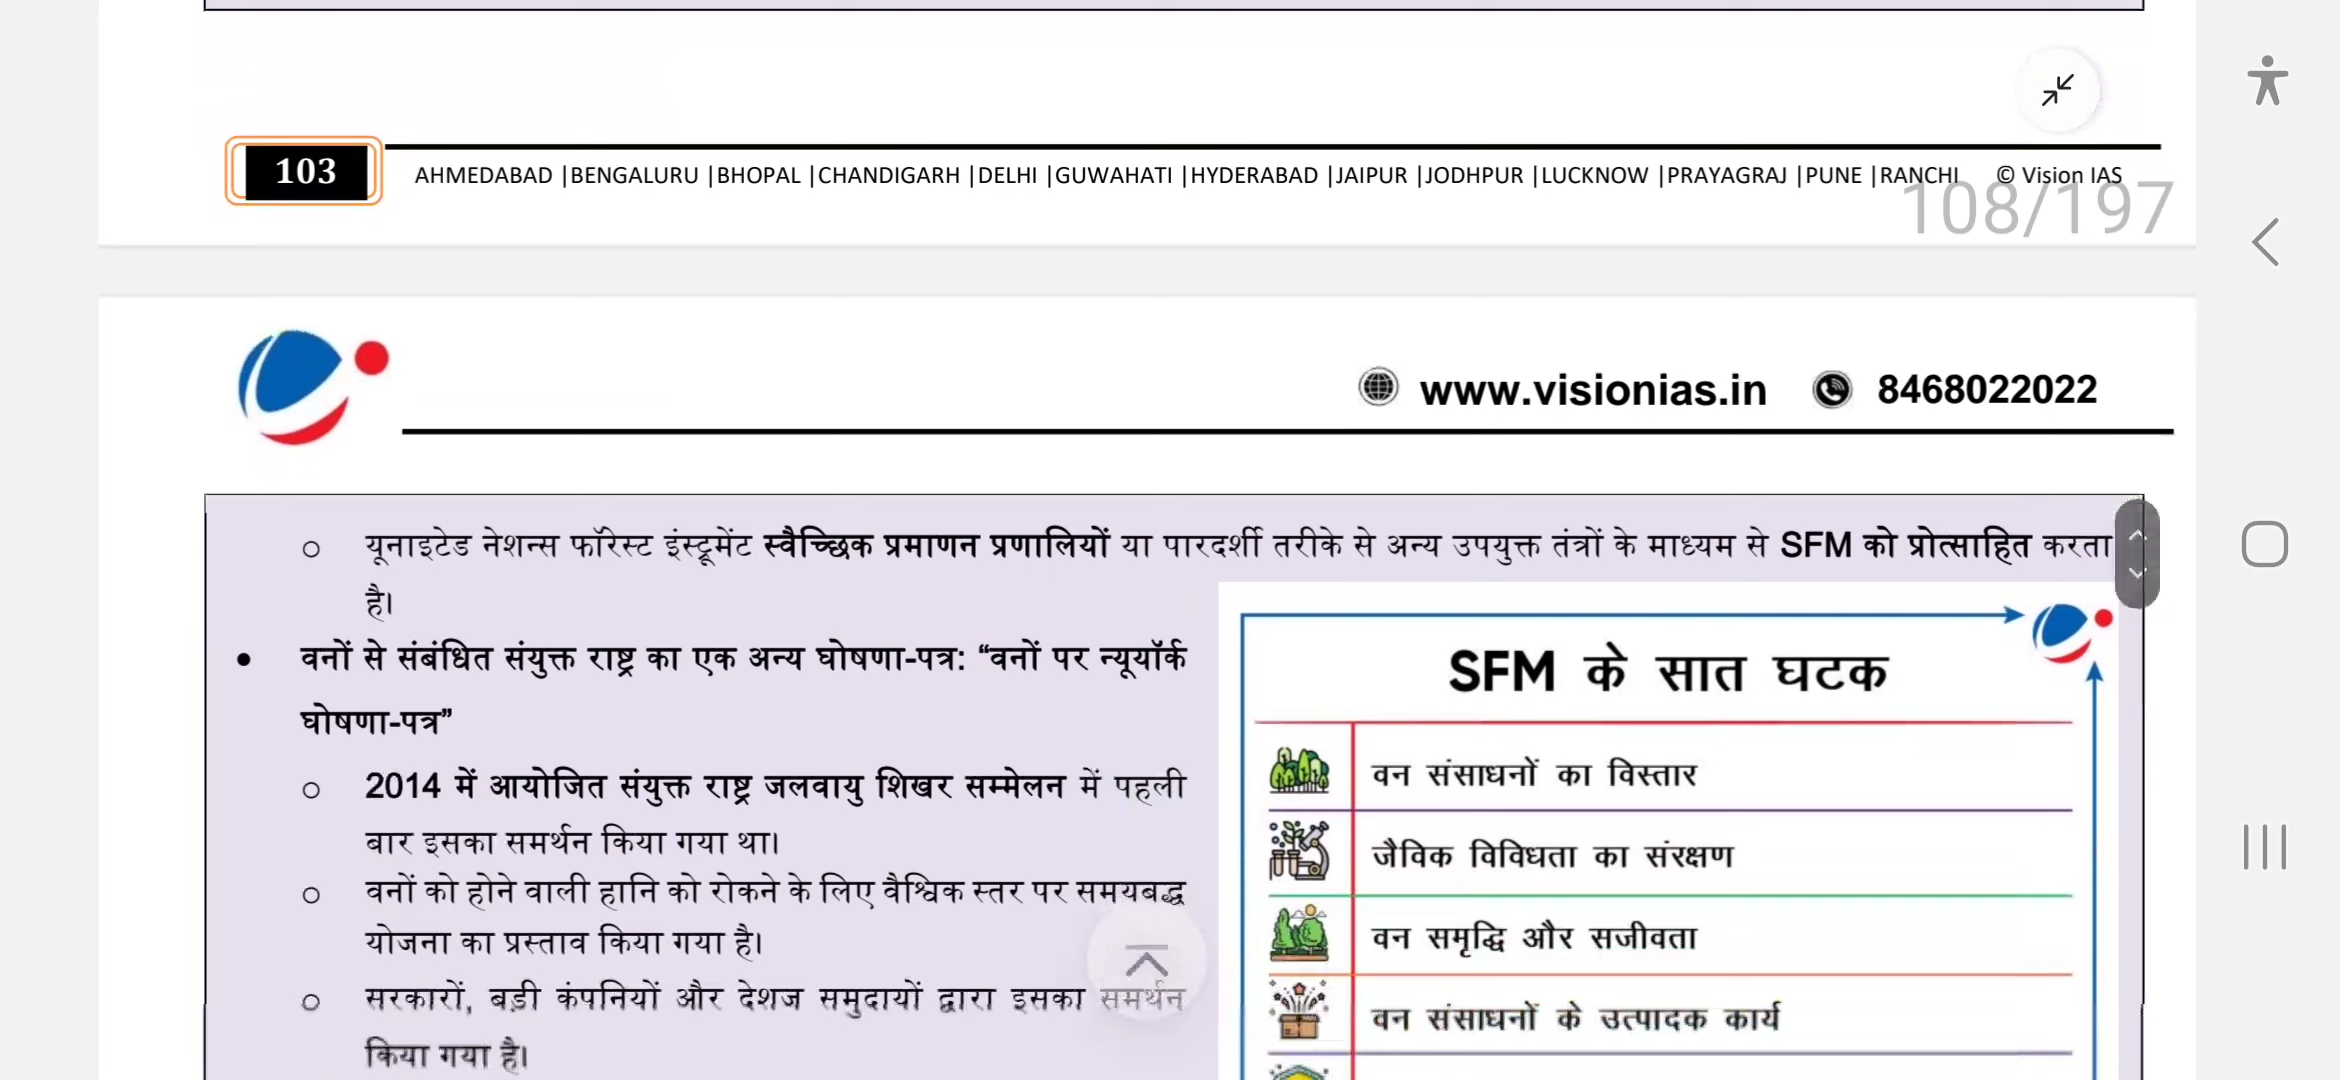 103
AHMEDABAD |BENGALURU |BHOPAL |CHANDIGARH |DELHI |GUWAHATI |HYDERABAD |JAIPUR |JODHPUR |LUCKNOW |PRAYAGRAJ |PUNE |RANCHI © Vision IAS
108/197
www.visionias.in 8468022022
○ यूनाइटेड नेशन्स फॉरेस्ट इंस्ट्रूमेंट स्वैच्छिक प्रमाणन प्रणालियों या पारदर्शी तरीके से अन्य उपयुक्त तंत्रों के माध्यम से SFM को प्रोत्साहित करता
है।
• वनों से संबंधित संयुक्त राष्ट्र का एक अन्य घोषणा-पत्र: “वनों पर न्यूयॉर्क
घोषणा-पत्र”
○ 2014 में आयोजित संयुक्त राष्ट्र जलवायु शिखर सम्मेलन में पहली
बार इसका समर्थन किया गया था।
○ वनों को होने वाली हानि को रोकने के लिए वैश्विक स्तर पर समयबद्ध
योजना का प्रस्ताव किया गया है।
○ सरकारों, बड़ी कंपनियों और देशज समुदायों द्वारा इसका समर्थन
किया गया है।
SFM के सात घटक
वन संसाधनों का विस्तार
जैविक विविधता का संरक्षण
वन समृद्धि और सजीवता
वन संसाधनों के उत्पादक कार्य